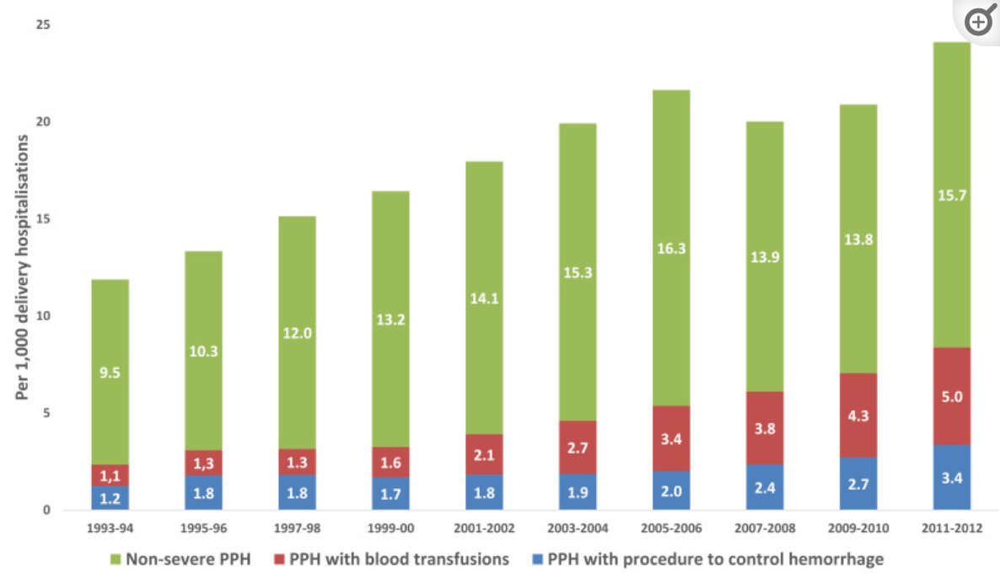 25
20
15
10
5
0
Per 1,000 delivery hospitalisations
9.5 10.3 12.0 13.2 14.1 15.3 16.3 13.9 13.8 15.7
1,1 1,3 1.3 1.6 2.1 2.7 3.4 3.8 4.3 5.0
1.2 1.8 1.8 1.7 1.8 1.9 2.0 2.4 2.7 3.4
1993-94 1995-96 1997-98 1999-00 2001-2002 2003-2004 2005-2006 2007-2008 2009-2010 2011-2012
Non-severe PPH PPH with blood transfusions PPH with procedure to control hemorrhage